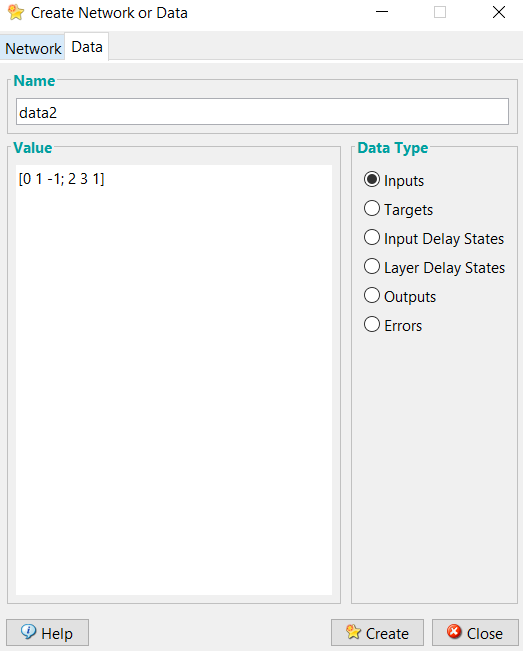 Create Network or Data
Network Data
Name
data2
Value
[0 1 -1; 2 3 1]
Data Type
Inputs
Targets
Input Delay States
Layer Delay States
Outputs
Errors
Help Create Close